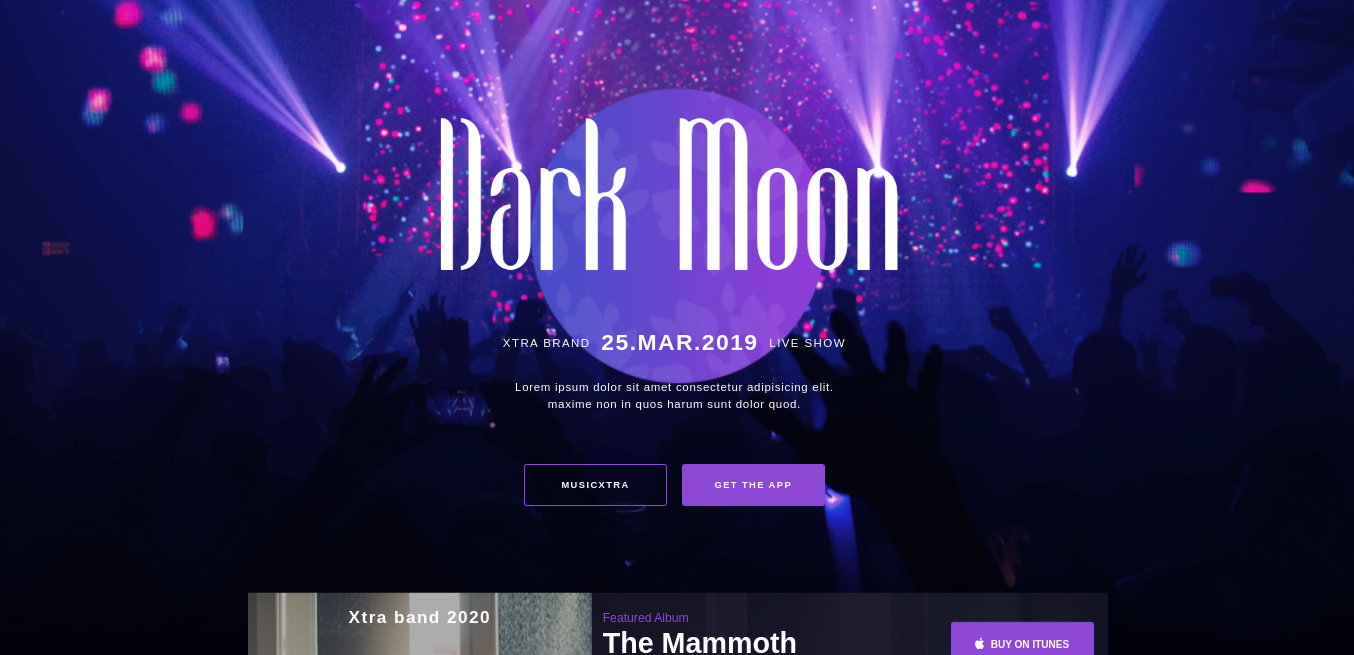 Dark Moon
XTRA BRAND 25.MAR.2019 LIVE SHOW
Lorem ipsum dolor sit amet consectetur adipisicing elit.
maxime non in quos harum sunt dolor quod.
MUSICXTRA GET THE APP
Xtra band 2020
Featured Album
The Mammoth
BUY ON ITUNES